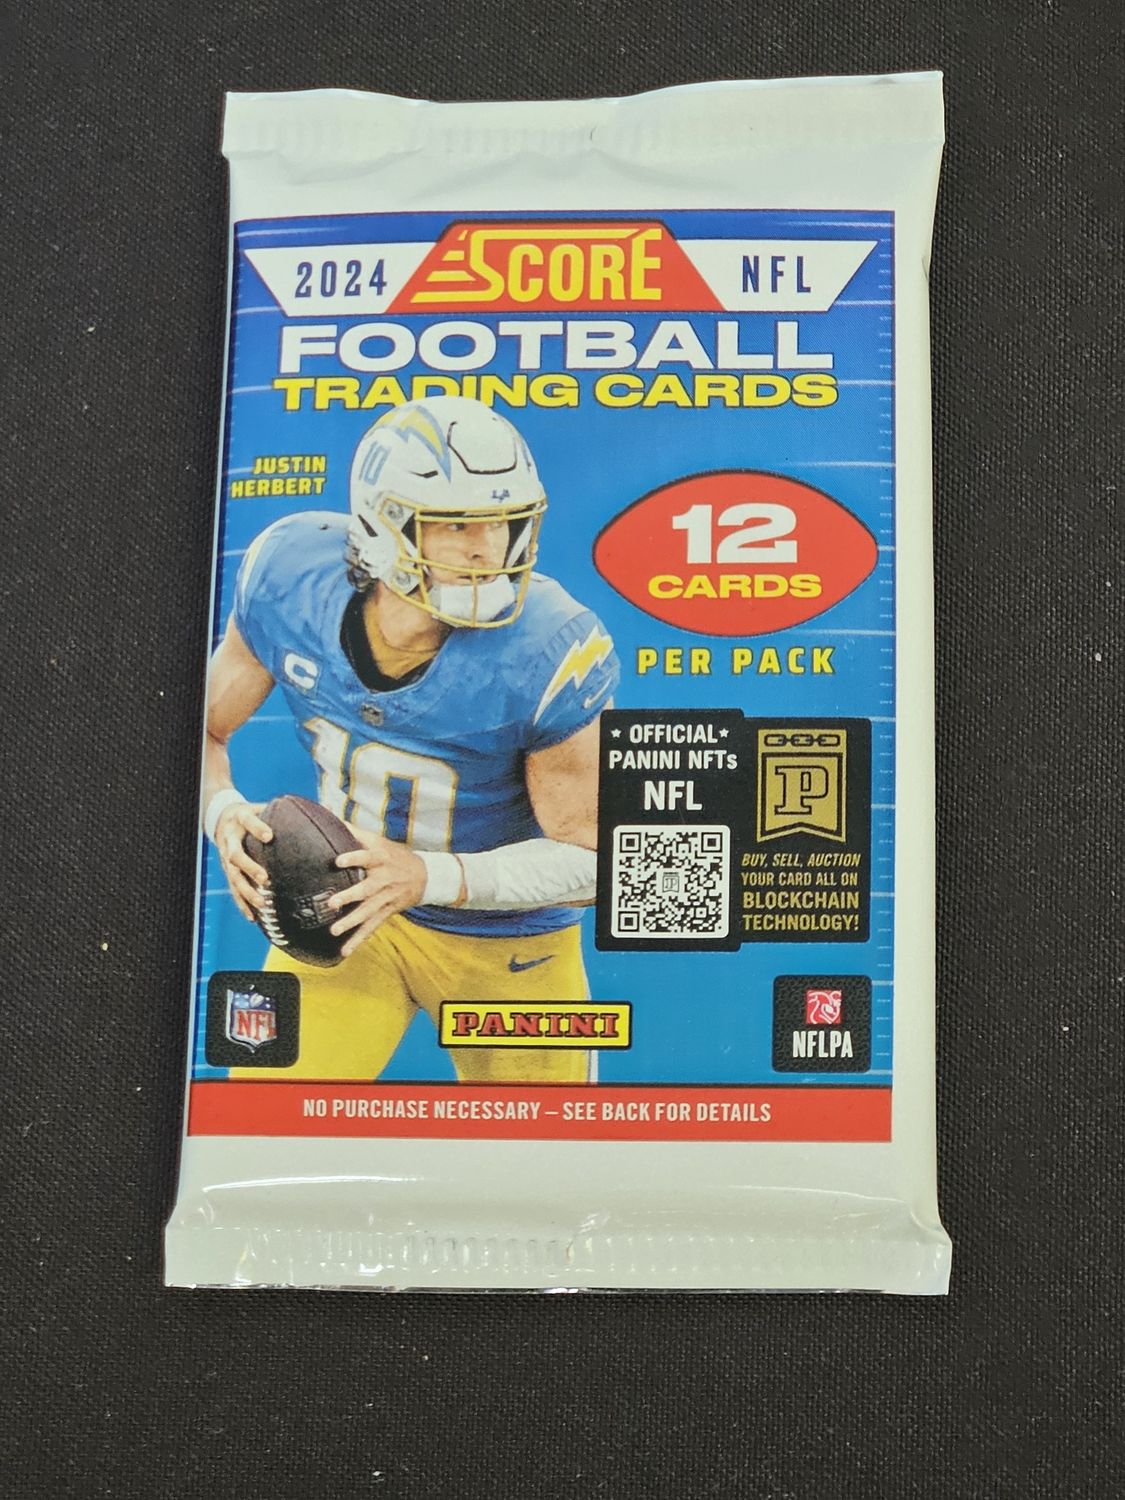 2024 SCORE NFL
FOOTBALL
TRADING CARDS
JUSTIN
HERBERT
12
CARDS
PER PACK
OFFICIAL
PANINI NFTs
NFL
P
BUY, SELL, AUCTION
YOUR CARD ALL ON
BLOCKCHAIN
TECHNOLOGY!
10
C
10
NFL
PANINI
NFLPA
NO PURCHASE NECESSARY – SEE BACK FOR DETAILS